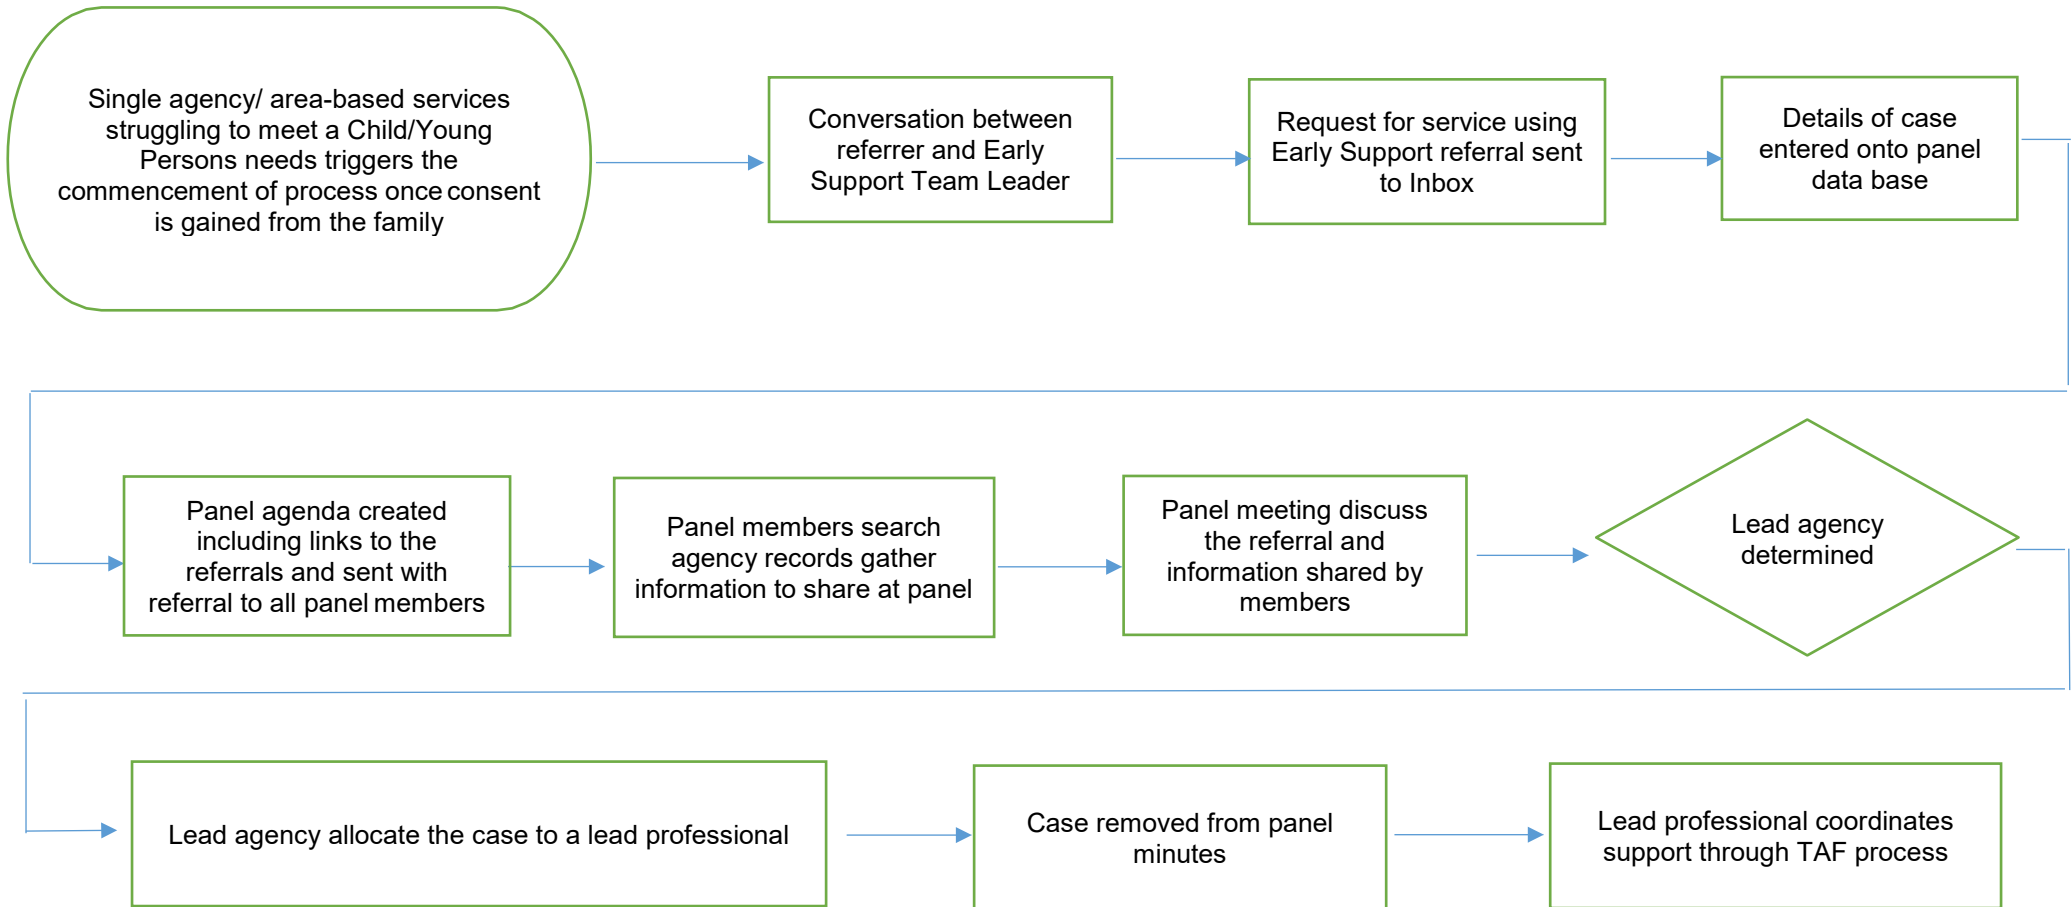 Single agency/ area-based services
struggling to meet a Child/Young
Persons needs triggers the
commencement of process once consent
is gained from the family
Conversation between
referrer and Early
Support Team Leader
Request for service using
Early Support referral sent
to Inbox
Details of case
entered onto panel
data base
Panel agenda created
including links to the
referrals and sent with
referral to all panel members
Panel members search
agency records gather
information to share at panel
Panel meeting discuss
the referral and
information shared by
members
Lead agency
determined
Lead agency allocate the case to a lead professional
Case removed from panel
minutes
Lead professional coordinates
support through TAF process